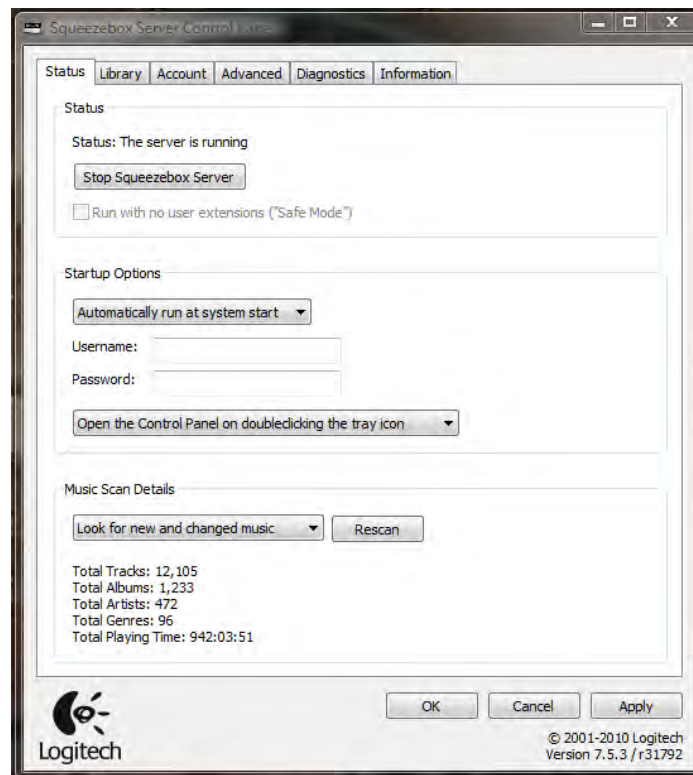 Squeezebox Server Control Panel
Status Library Account Advanced Diagnostics Information
Status
Status: The server is running
Stop Squeezebox Server
Run with no user extensions ("Safe Mode")
Startup Options
Automatically run at system start
Username:
Password:
Open the Control Panel on doubleclicking the tray icon
Music Scan Details
Look for new and changed music Rescan
Total Tracks: 12,105
Total Albums: 1,233
Total Artists: 472
Total Genres: 96
Total Playing Time: 942:03:51
OK Cancel Apply
Logitech
© 2001-2010 Logitech
Version 7.5.3 / r31792